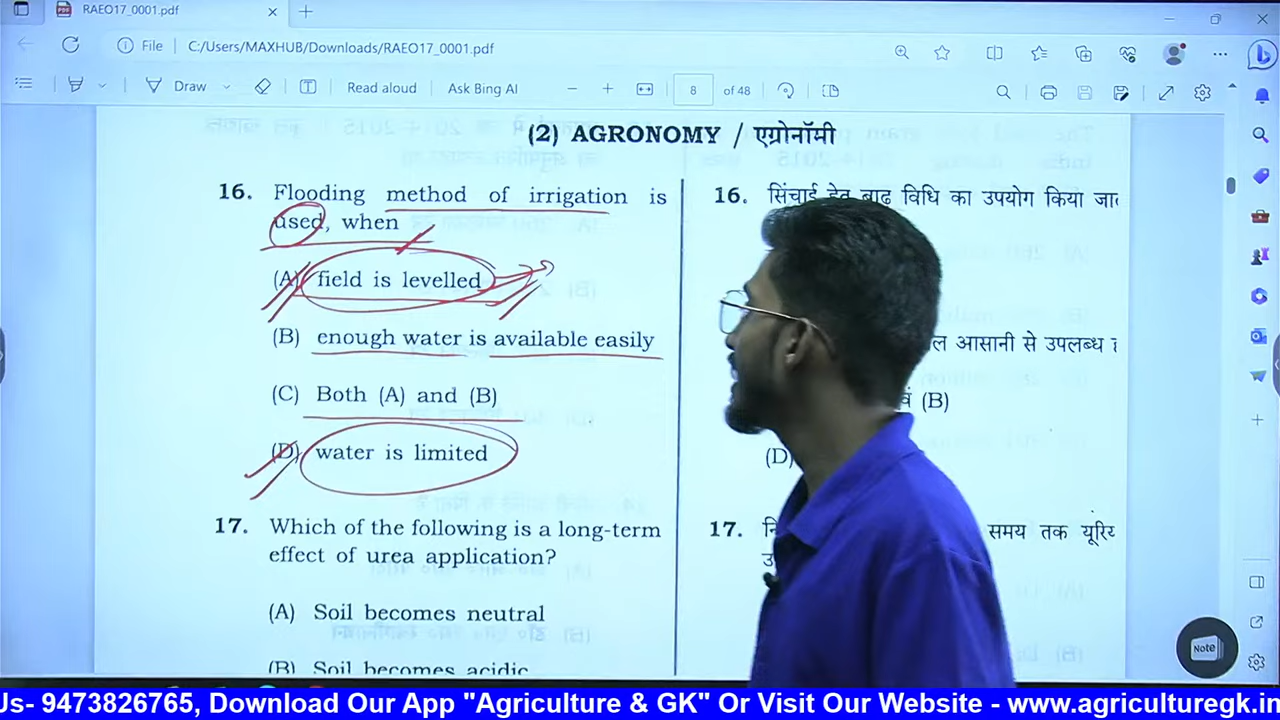 RAEO17_0001.pdf
File
C:/Users/MAXHUB/Downloads/RAEO17_0001.pdf
Draw
Read aloud
Ask Bing AI
8
of 48
(2) AGRONOMY / एग्रोनॉमी
16. Flooding method of irrigation is
used, when
(A) field is levelled
(B) enough water is available easily
(C) Both (A) and (B)
(D) water is limited
17. Which of the following is a long-term
effect of urea application?
(A) Soil becomes neutral
(B) Soil becomes acidic
16. सिंचाई हेतु बाढ़ विधि का उपयोग किया
आसानी से उपलब्ध
(B)
(D)
17.
समय तक
Note
Us- 9473826765, Download Our App "Agriculture & GK" Or Visit Our Website - www.agriculturegk.in